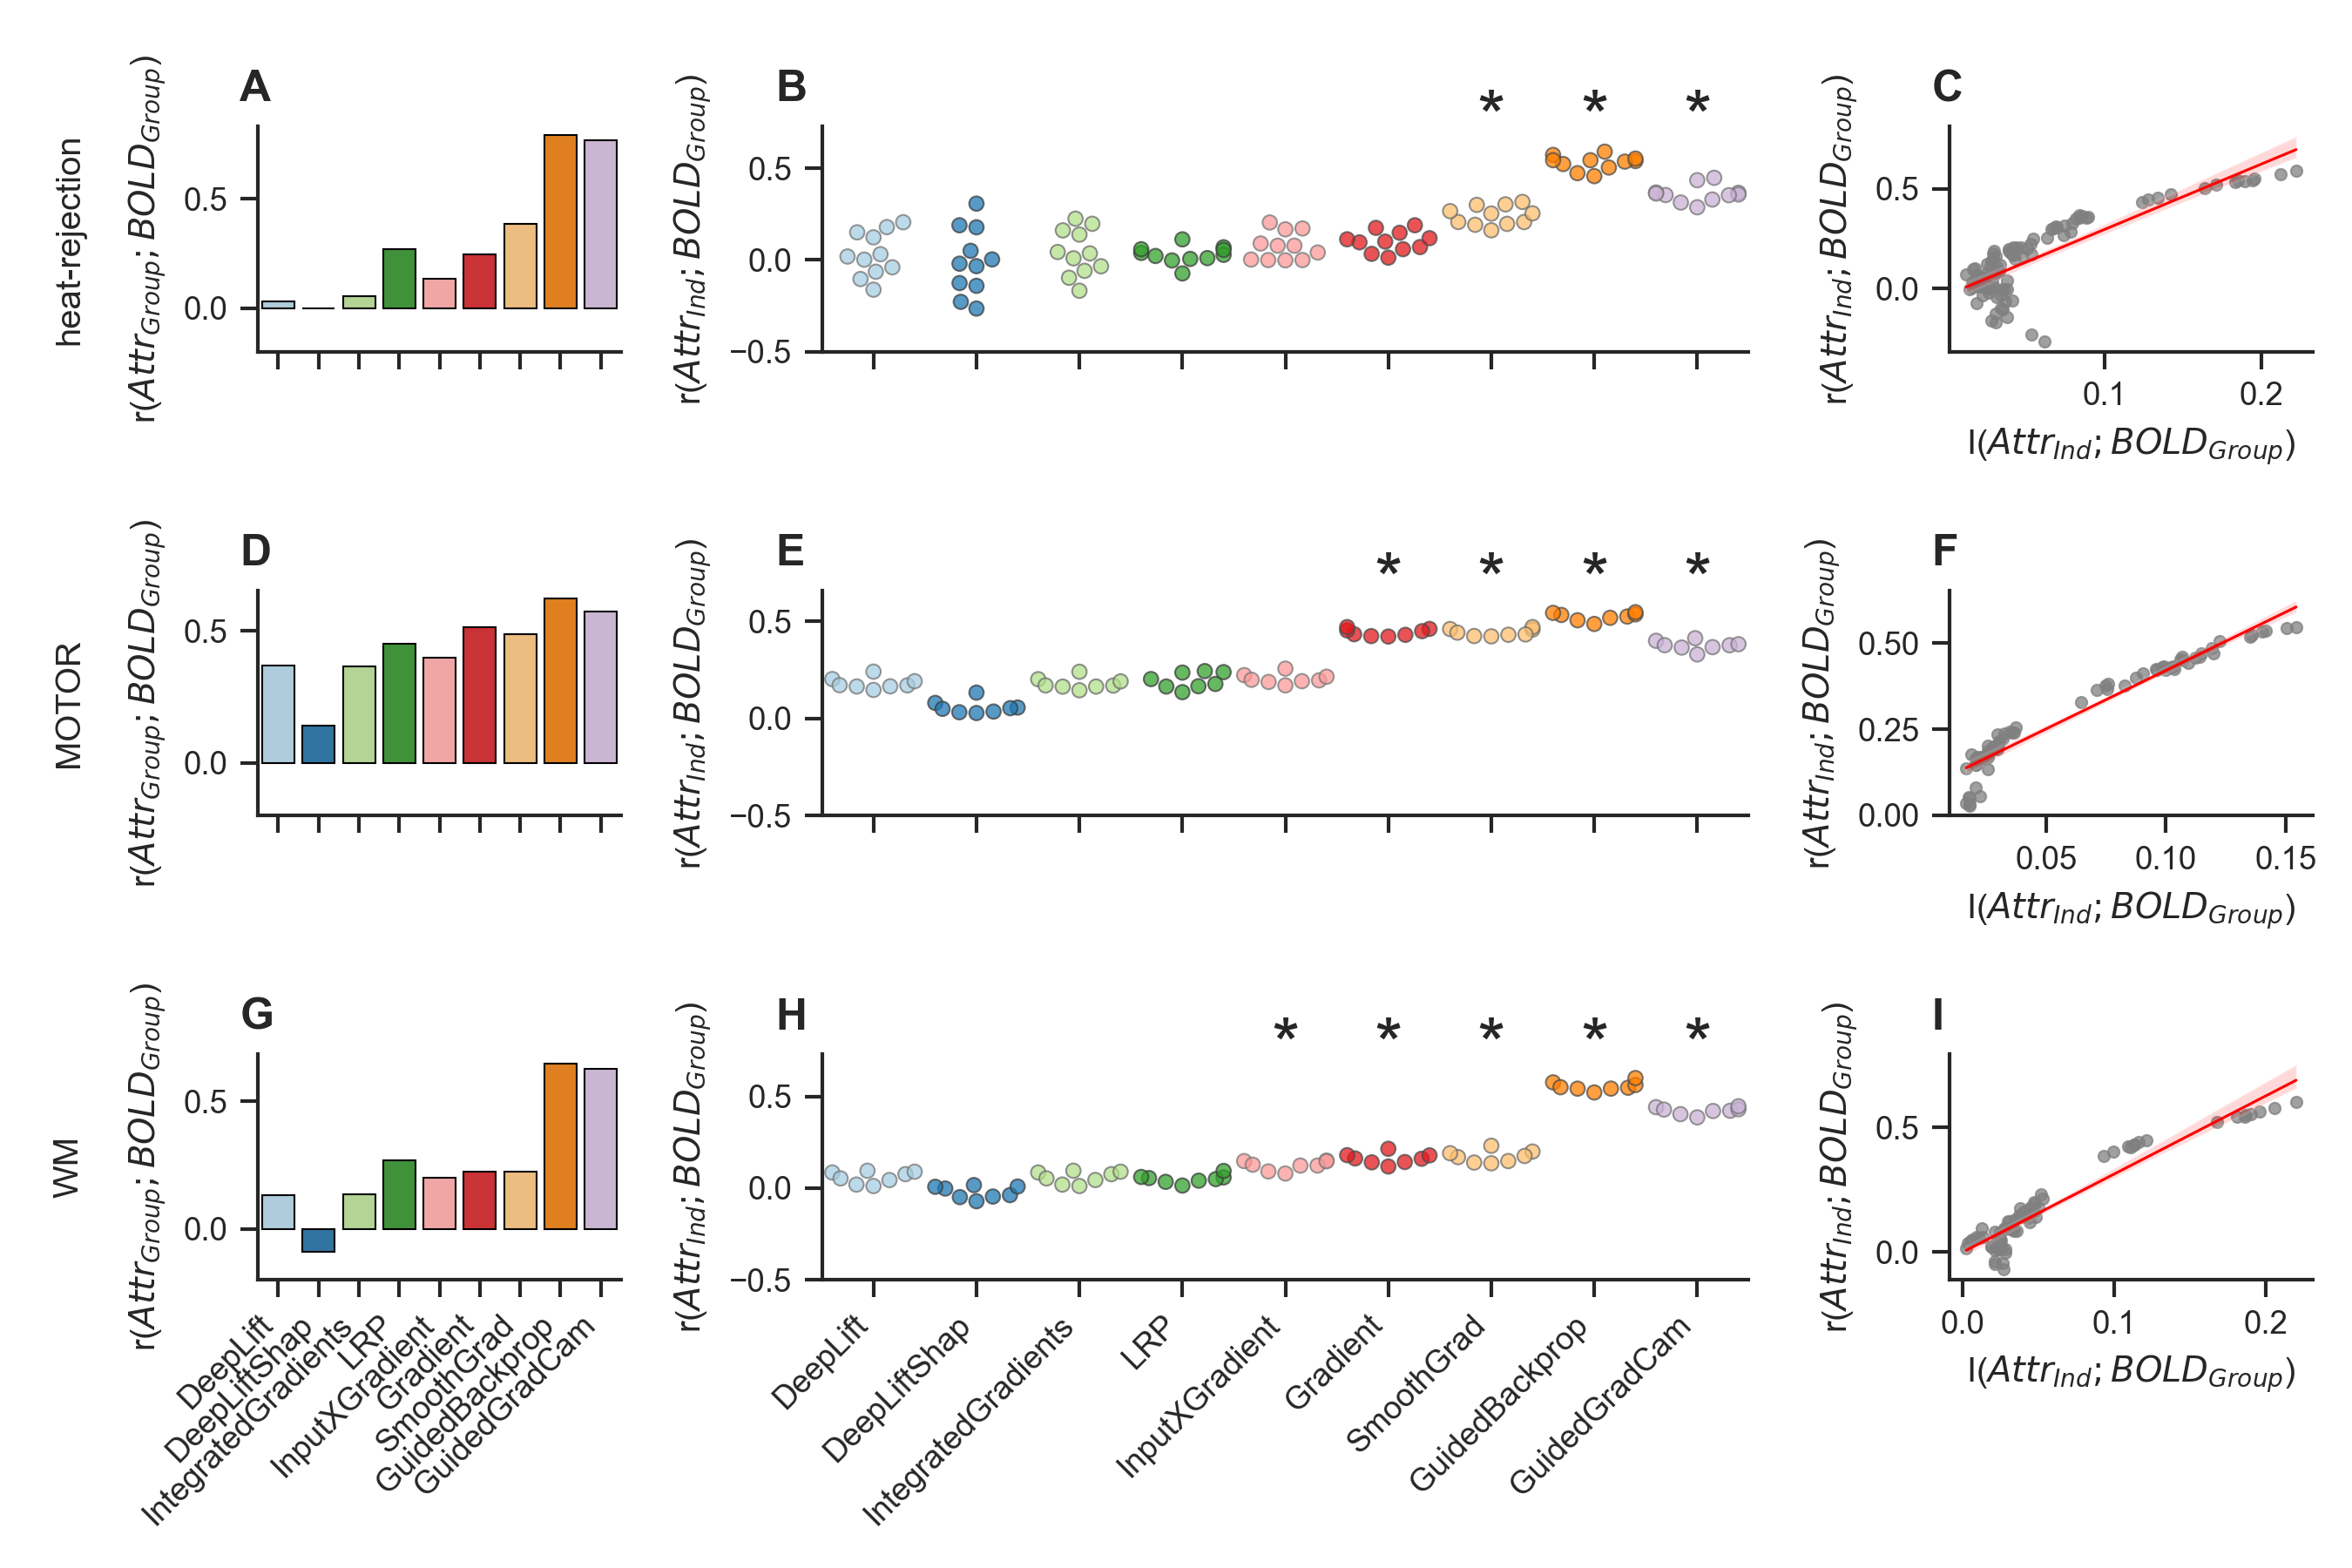 A
B
C
heat-rejection
r(Attr_Group; BOLD_Group)
0.5
0.0
r(Attr_Ind; BOLD_Group)
0.5
0.0
−0.5
* * *
r(Attr_Ind; BOLD_Group)
0.5
0.0
0.1 0.2
I(Attr_Ind; BOLD_Group)
D
E
F
MOTOR
r(Attr_Group; BOLD_Group)
0.5
0.0
r(Attr_Ind; BOLD_Group)
0.5
0.0
−0.5
* * * *
r(Attr_Ind; BOLD_Group)
0.50
0.25
0.00
0.05 0.10 0.15
I(Attr_Ind; BOLD_Group)
G
H
I
WM
r(Attr_Group; BOLD_Group)
0.5
0.0
DeepLift
DeepLiftShap
IntegratedGradients
LRP
InputXGradient
Gradient
SmoothGrad
GuidedBackprop
GuidedGradCam
r(Attr_Ind; BOLD_Group)
0.5
0.0
−0.5
* * * * *
DeepLift
DeepLiftShap
IntegratedGradients
LRP
InputXGradient
Gradient
SmoothGrad
GuidedBackprop
GuidedGradCam
r(Attr_Ind; BOLD_Group)
0.5
0.0
0.0 0.1 0.2
I(Attr_Ind; BOLD_Group)